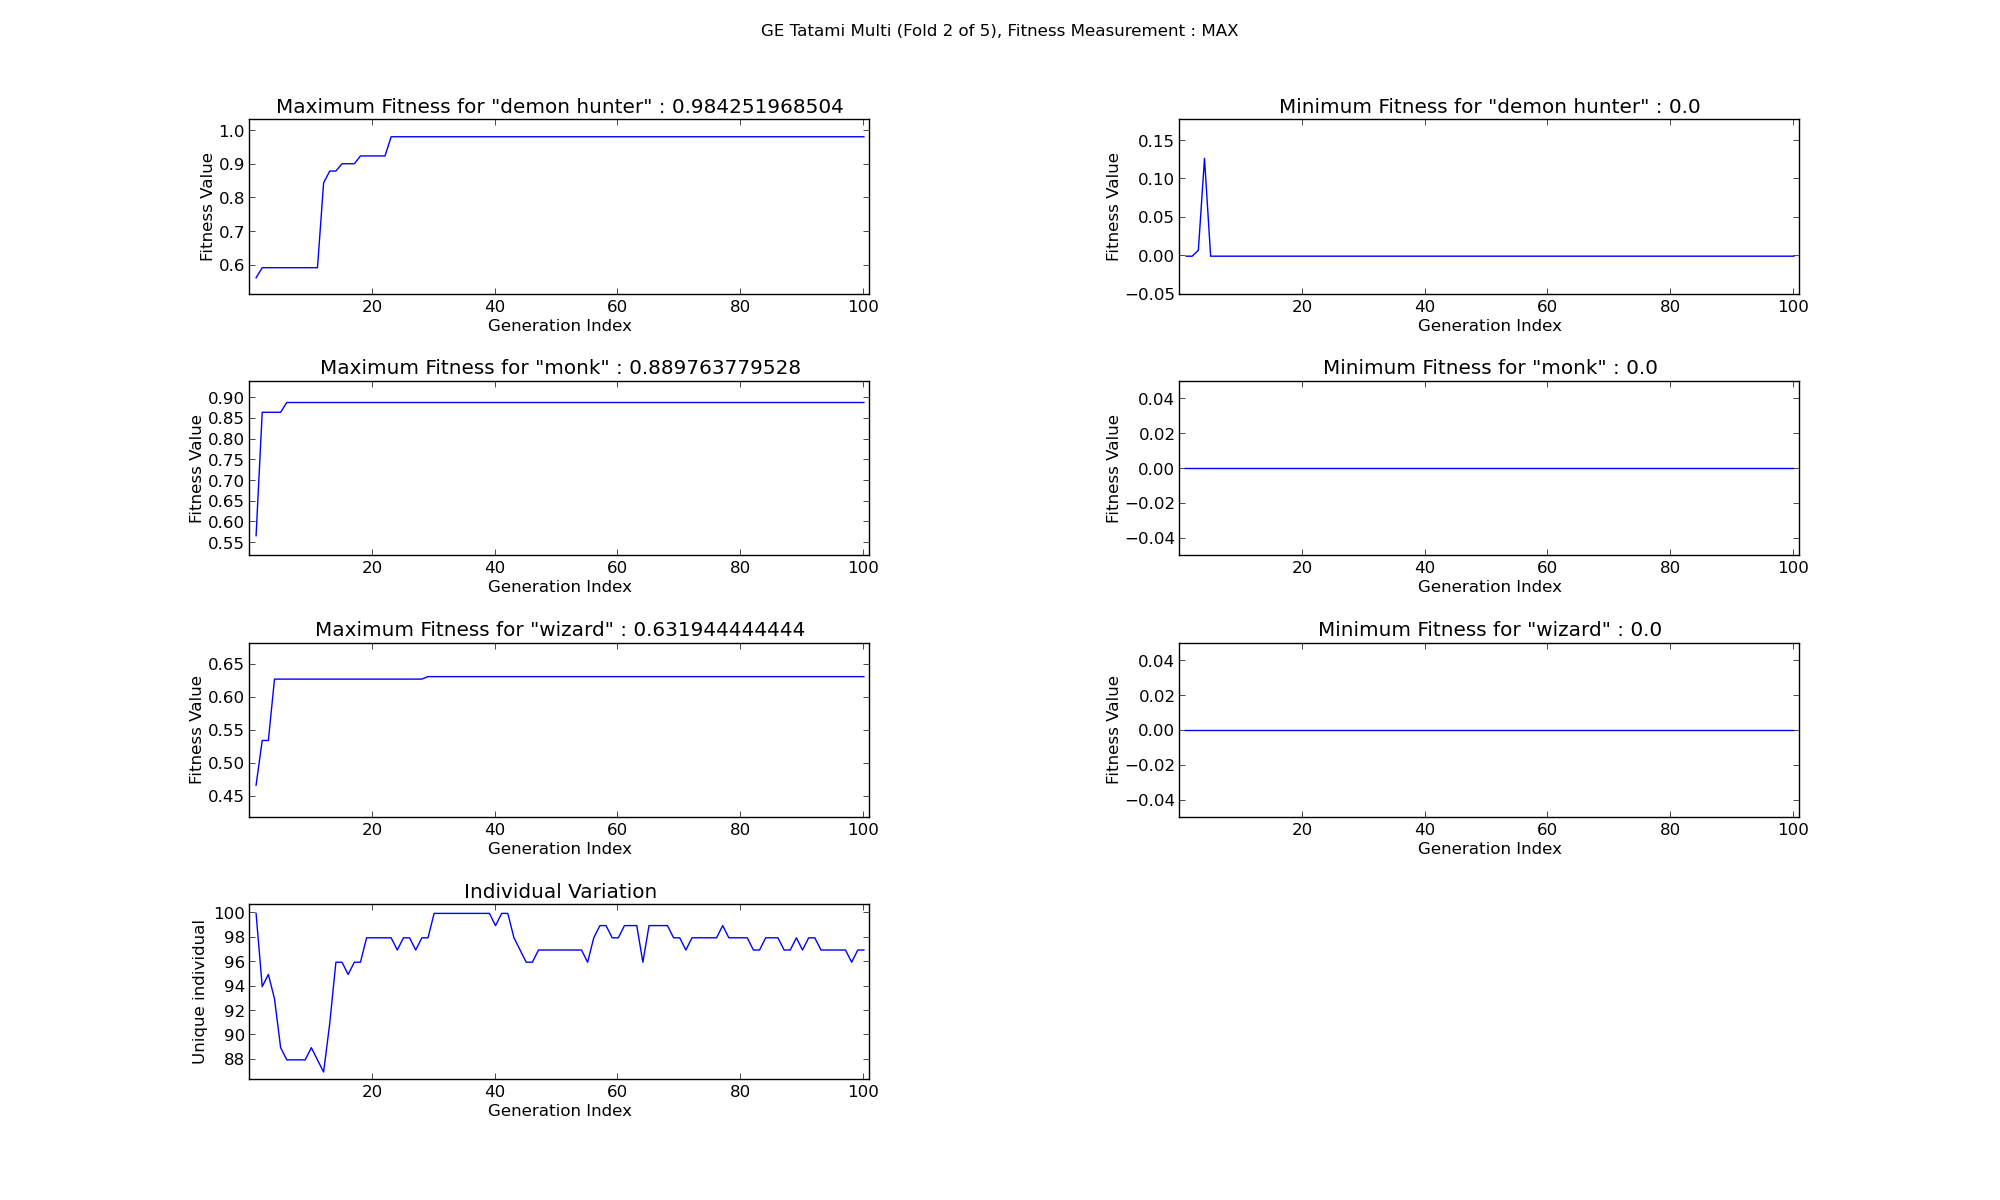 GE Tatami Multi (Fold 2 of 5), Fitness Measurement : MAX
Maximum Fitness for "demon hunter" : 0.984251968504
1.0
0.9
0.8
0.7
0.6
Fitness Value
20 40 60 80 100
Generation Index
Minimum Fitness for "demon hunter" : 0.0
0.15
0.10
0.05
0.00
−0.05
Fitness Value
20 40 60 80 100
Generation Index
Maximum Fitness for "monk" : 0.889763779528
0.90
0.85
0.80
0.75
0.70
0.65
0.60
0.55
Fitness Value
20 40 60 80 100
Generation Index
Minimum Fitness for "monk" : 0.0
0.04
0.02
0.00
−0.02
−0.04
Fitness Value
20 40 60 80 100
Generation Index
Maximum Fitness for "wizard" : 0.631944444444
0.65
0.60
0.55
0.50
0.45
Fitness Value
20 40 60 80 100
Generation Index
Minimum Fitness for "wizard" : 0.0
0.04
0.02
0.00
−0.02
−0.04
Fitness Value
20 40 60 80 100
Generation Index
Individual Variation
100
98
96
94
92
90
88
Unique individual
20 40 60 80 100
Generation Index